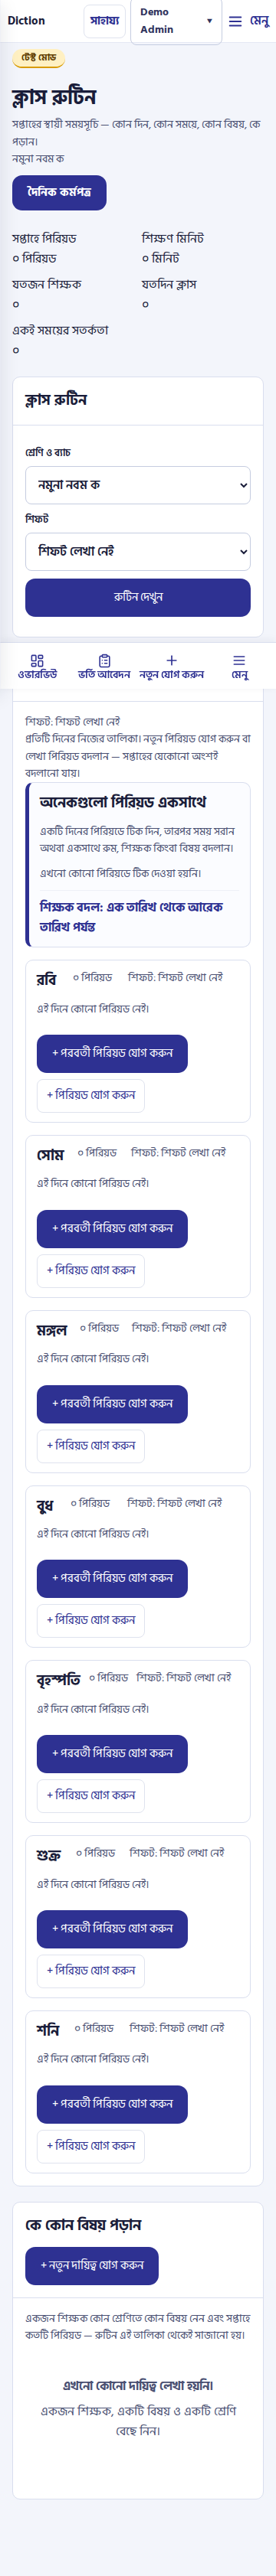 Diction
সাহায্য
Demo
Admin
মেনু
টেস্ট মোড
ক্লাস রুটিন
সপ্তাহের স্থায়ী সময়সূচি — কোন দিন, কোন সময়ে, কোন বিষয়, কে
পড়ান।
নমুনা নবম ক
দৈনিক কর্মপত্র
সপ্তাহে পিরিয়ড
০ পিরিয়ড
শিক্ষণ মিনিট
০ মিনিট
যতজন শিক্ষক
০
যতদিন ক্লাস
০
একই সময়ের সতর্কতা
০
ক্লাস রুটিন
শ্রেণি ও ব্যাচ
নমুনা নবম ক
শিফট
শিফট লেখা নেই
রুটিন দেখুন
ওভারভিউ
ভর্তি আবেদন
নতুন যোগ করুন
মেনু
শিফট: শিফট লেখা নেই
প্রতিটি দিনের নিজের তালিকা। নতুন পিরিয়ড যোগ করুন বা
লেখা পিরিয়ড বদলান — সপ্তাহের যেকোনো অংশই
বদলানো যায়।
অনেকগুলো পিরিয়ড একসাথে
একটি দিনের পিরিয়ডে টিক দিন, তারপর সময় সরান
অথবা একসাথে রুম, শিক্ষক কিংবা বিষয় বদলান।
এখনো কোনো পিরিয়ডে টিক দেওয়া হয়নি।
শিক্ষক বদল: এক তারিখ থেকে আরেক
তারিখ পর্যন্ত
রবি ০ পিরিয়ড শিফট: শিফট লেখা নেই
এই দিনে কোনো পিরিয়ড নেই।
+ পরবর্তী পিরিয়ড যোগ করুন
+ পিরিয়ড যোগ করুন
সোম ০ পিরিয়ড শিফট: শিফট লেখা নেই
এই দিনে কোনো পিরিয়ড নেই।
+ পরবর্তী পিরিয়ড যোগ করুন
+ পিরিয়ড যোগ করুন
মঙ্গল ০ পিরিয়ড শিফট: শিফট লেখা নেই
এই দিনে কোনো পিরিয়ড নেই।
+ পরবর্তী পিরিয়ড যোগ করুন
+ পিরিয়ড যোগ করুন
বুধ ০ পিরিয়ড শিফট: শিফট লেখা নেই
এই দিনে কোনো পিরিয়ড নেই।
+ পরবর্তী পিরিয়ড যোগ করুন
+ পিরিয়ড যোগ করুন
বৃহস্পতি ০ পিরিয়ড শিফট: শিফট লেখা নেই
এই দিনে কোনো পিরিয়ড নেই।
+ পরবর্তী পিরিয়ড যোগ করুন
+ পিরিয়ড যোগ করুন
শুক্র ০ পিরিয়ড শিফট: শিফট লেখা নেই
এই দিনে কোনো পিরিয়ড নেই।
+ পরবর্তী পিরিয়ড যোগ করুন
+ পিরিয়ড যোগ করুন
শনি ০ পিরিয়ড শিফট: শিফট লেখা নেই
এই দিনে কোনো পিরিয়ড নেই।
+ পরবর্তী পিরিয়ড যোগ করুন
+ পিরিয়ড যোগ করুন
কে কোন বিষয় পড়ান
+ নতুন দায়িত্ব যোগ করুন
একজন শিক্ষক কোন শ্রেণিতে কোন বিষয় নেন এবং সপ্তাহে
কতটি পিরিয়ড — রুটিন এই তালিকা থেকেই সাজানো হয়।
এখনো কোনো দায়িত্ব লেখা হয়নি।
একজন শিক্ষক, একটি বিষয় ও একটি শ্রেণি
বেছে নিন।